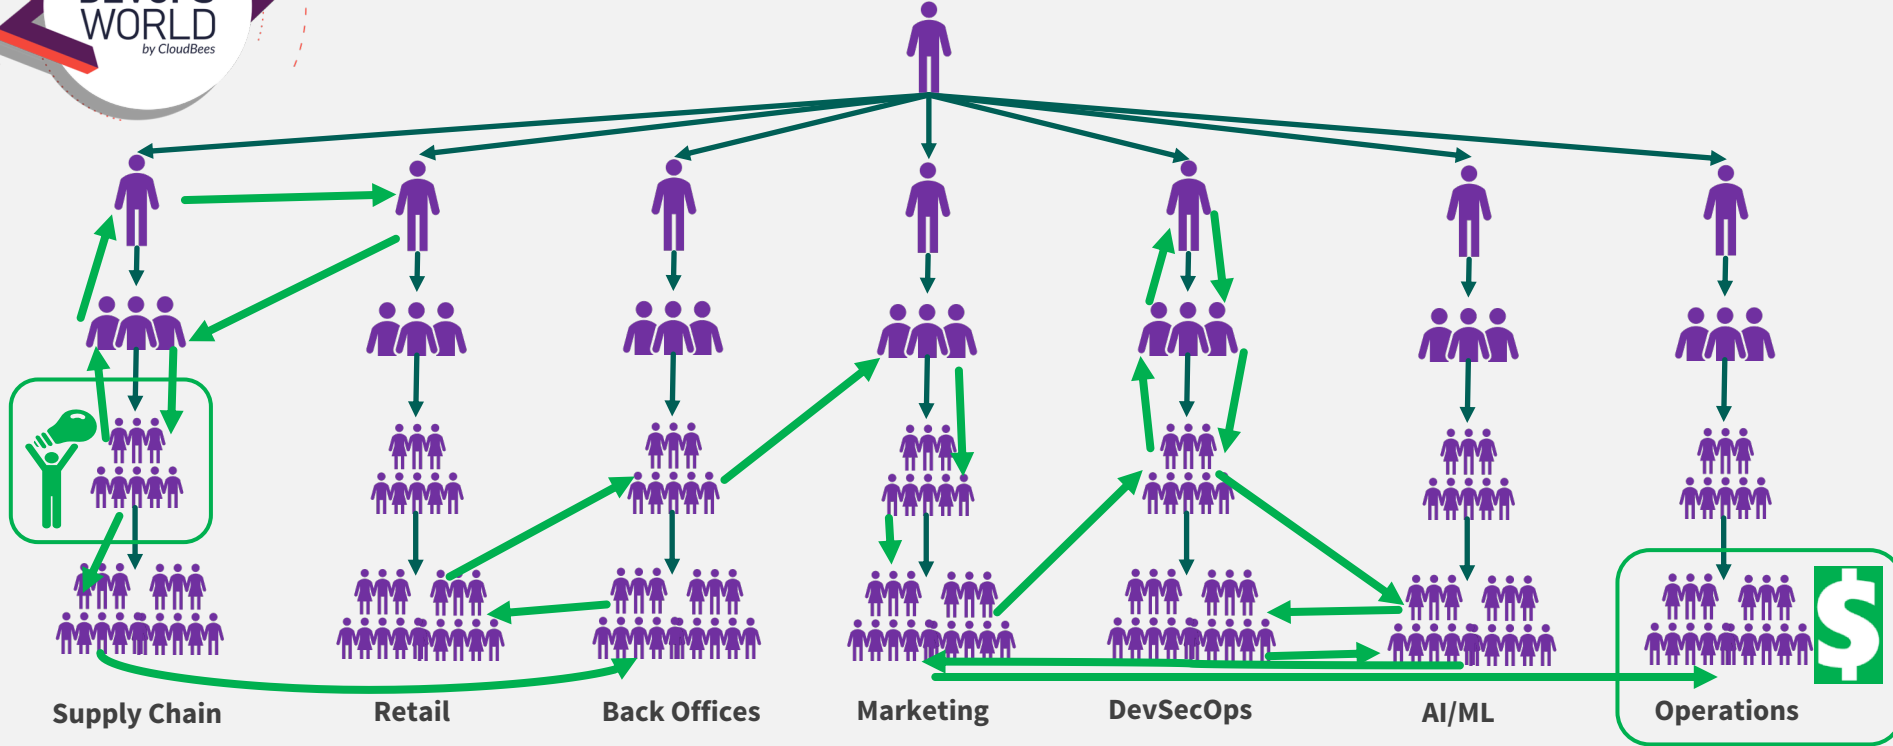 WORLD
by CloudBees
$
Supply Chain
Retail
Back Offices
Marketing
DevSecOps
AI/ML
Operations